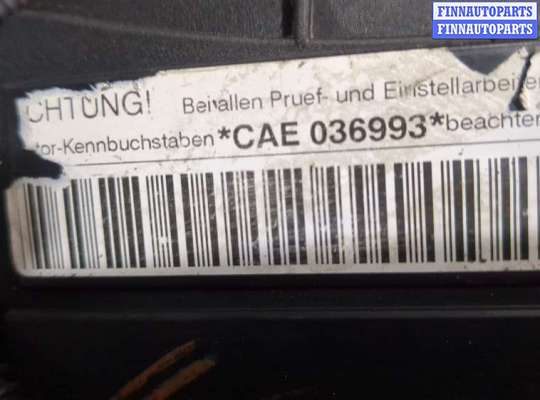 FINNAUTOPARTS
FINNAUTOPARTS
CHTUNG! Bei allen Pruef- und Einstellarbeiten
tor-Kennbuchstaben *CAE 036993* beachten